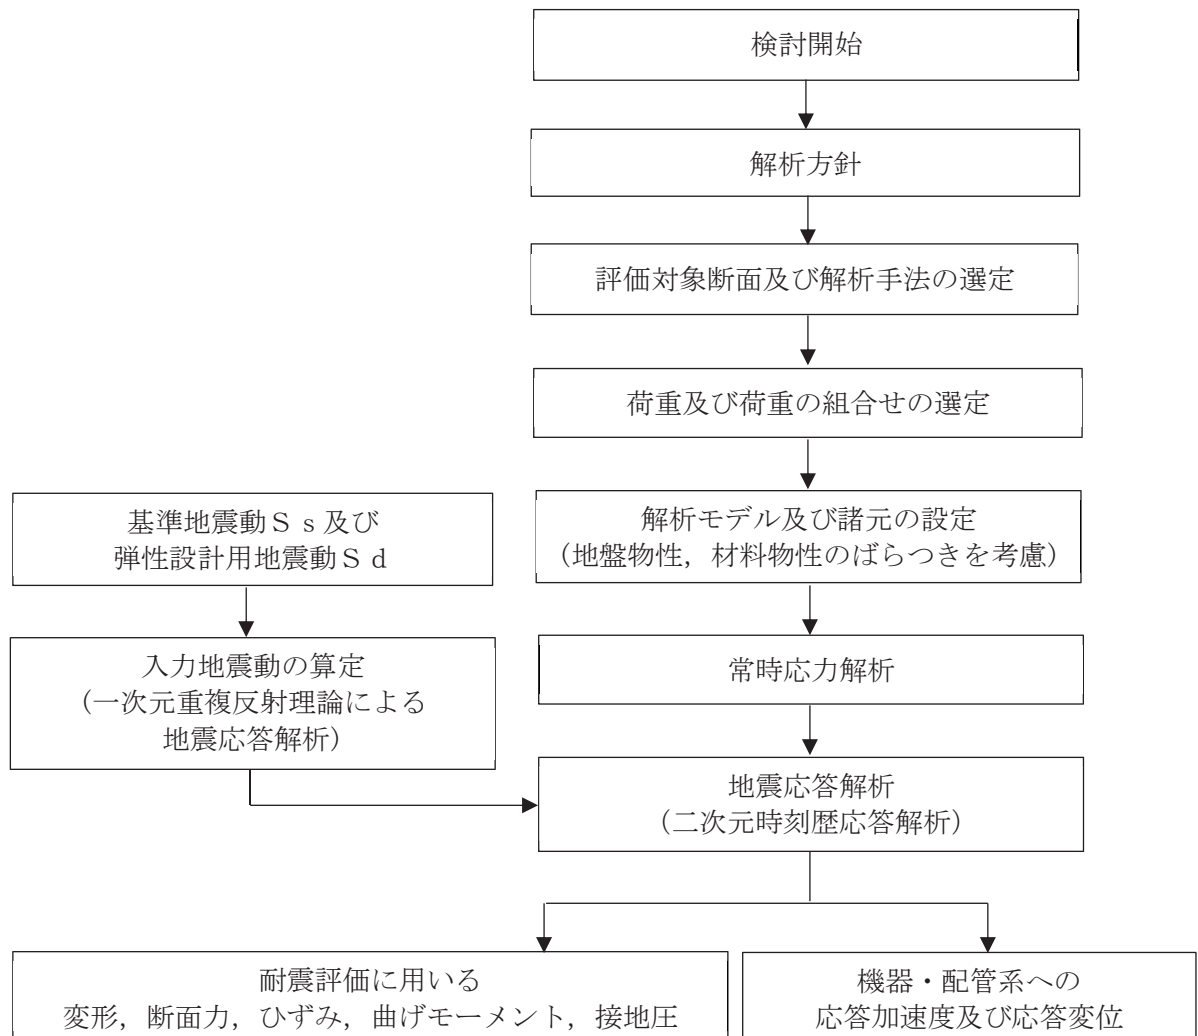 検討開始
解析方針
評価対象断面及び解析手法の選定
荷重及び荷重の組合せの選定
基準地震動Ｓｓ及び
弾性設計用地震動Ｓｄ
解析モデル及び諸元の設定
（地盤物性，材料物性のばらつきを考慮）
入力地震動の算定
（一次元重複反射理論による
地震応答解析）
常時応力解析
地震応答解析
（二次元時刻歴応答解析）
耐震評価に用いる
変形，断面力，ひずみ，曲げモーメント，接地圧
機器・配管系への
応答加速度及び応答変位